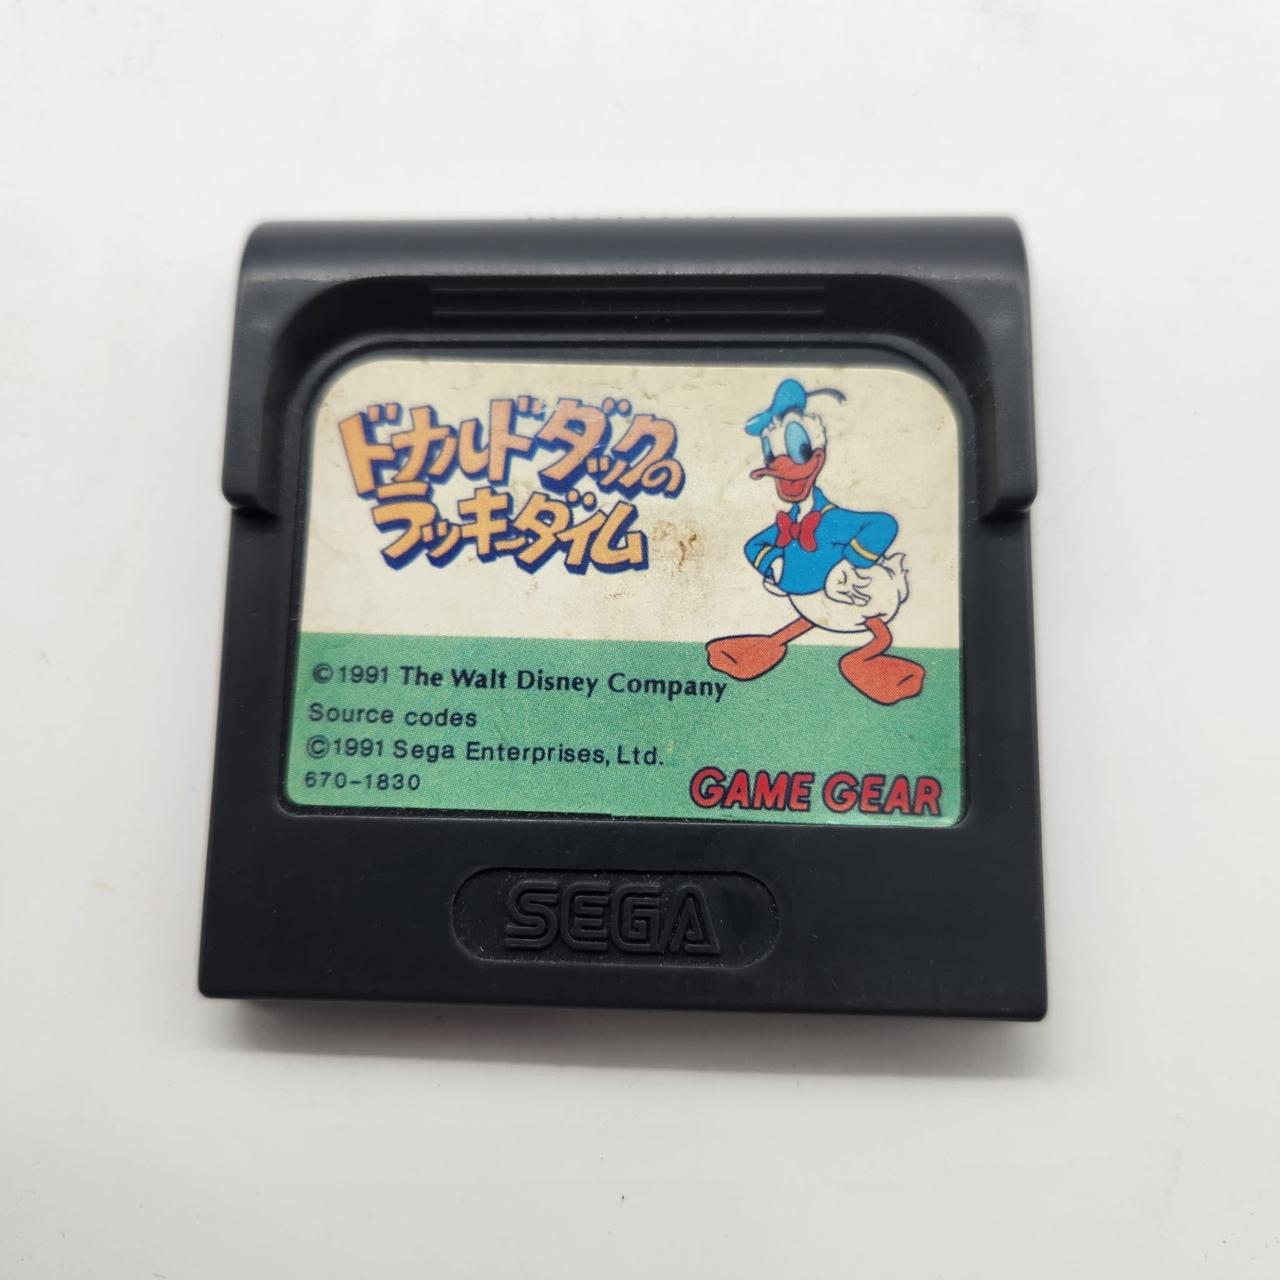 ドナルドダックの
ラッキーダイム
©1991 The Walt Disney Company
Source codes
©1991 Sega Enterprises, Ltd.
670-1830
GAME GEAR
SEGA